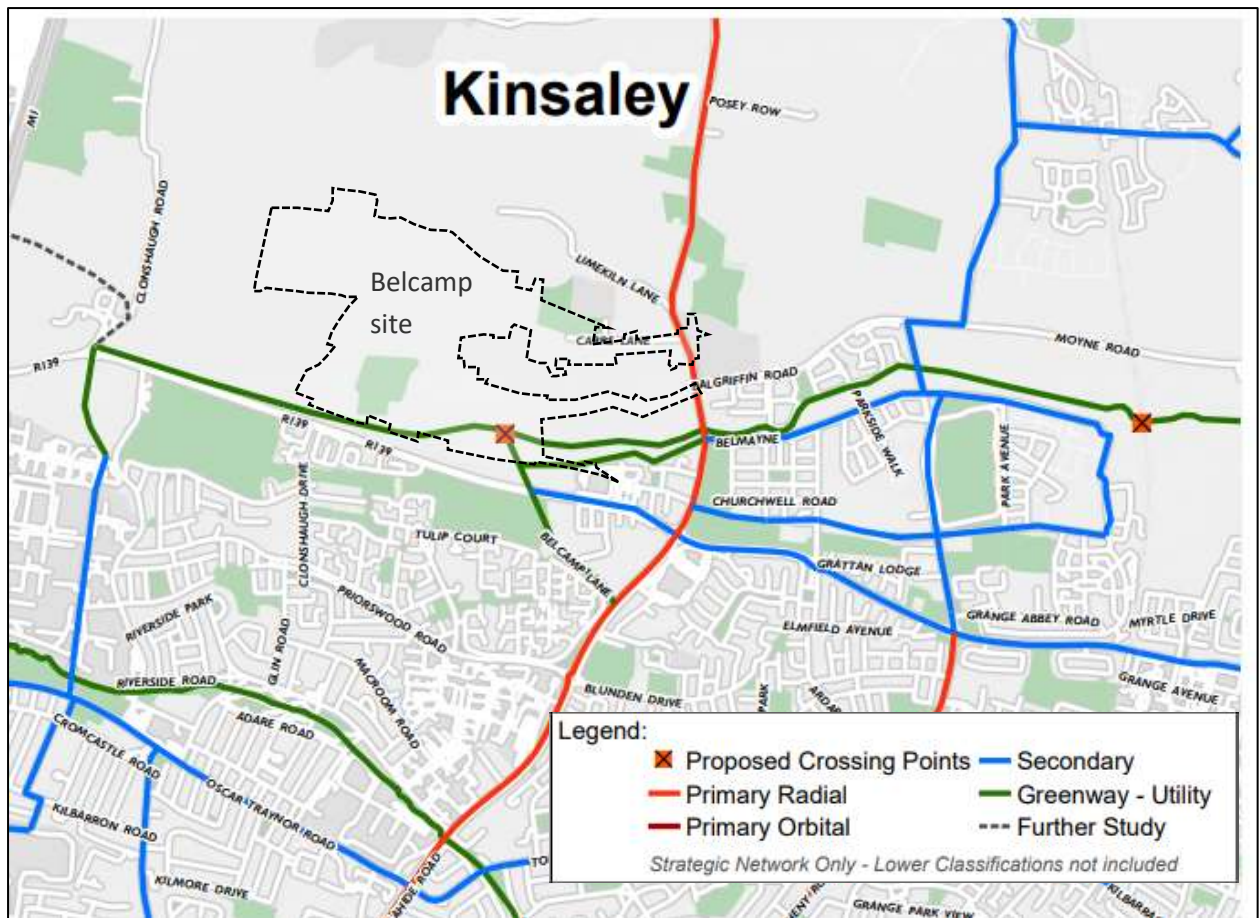 Kinsaley
POSEY ROW
M1
CLONSHAUGH ROAD
LIMEKILN LANE
Belcamp
site
MOYNE ROAD
R139
R139
R139
BELMAYNE
PARKSIDE WALK
PARK AVENUE
CHURCHWELL ROAD
CLONSHAUGH DRIVE
TULIP COURT
BELCAMP LANE
GRATTAN LODGE
PRIORSWOOD ROAD
RIVERSIDE PARK
ELMFIELD AVENUE
GRANGE ABBEY ROAD
MYRTLE DRIVE
GLIN ROAD
MACROOM ROAD
RIVERSIDE ROAD
GRANGE AVENUE
BLUNDEN DRIVE
PARK
ADARE ROAD
CROMCASTLE ROAD
OSCAR TRAYNOR ROAD
KILBARRON ROAD
KILMORE DRIVE
GRANGE PARK VIEW
Legend:
Proposed Crossing Points
Secondary
Primary Radial
Greenway - Utility
Primary Orbital
Further Study
Strategic Network Only - Lower Classifications not included